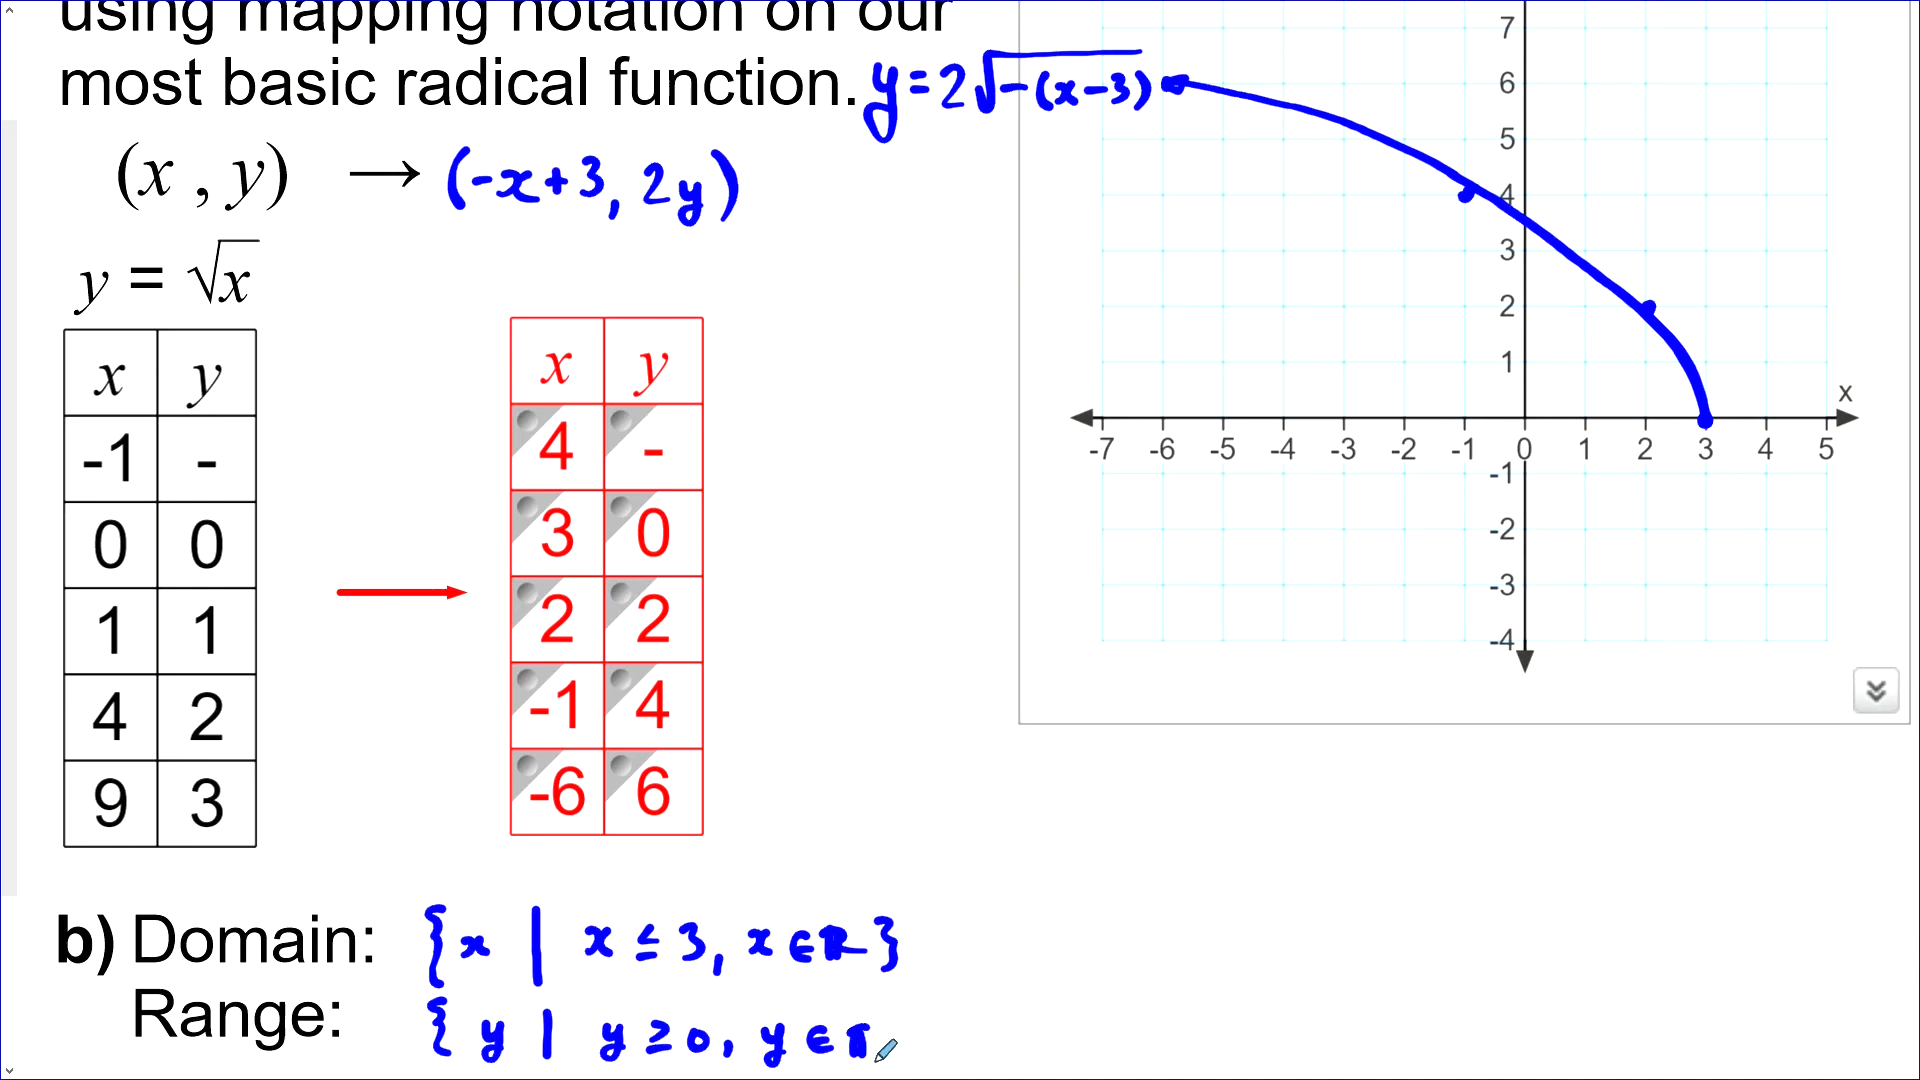 using mapping notation on our
most basic radical function. y=2√-(x-3)
(x , y) → (-x+3, 2y)
y = √x
x y
-1 -
0 0
1 1
4 2
9 3
x y
4 -
3 0
2 2
-1 4
-6 6
b) Domain: {x | x ≤ 3, x ∈ ℝ}
Range: {y | y ≥ 0, y ∈
7
6
5
4
3
2
1
x
-7 -6 -5 -4 -3 -2 -1 0 1 2 3 4 5
-1
-2
-3
-4